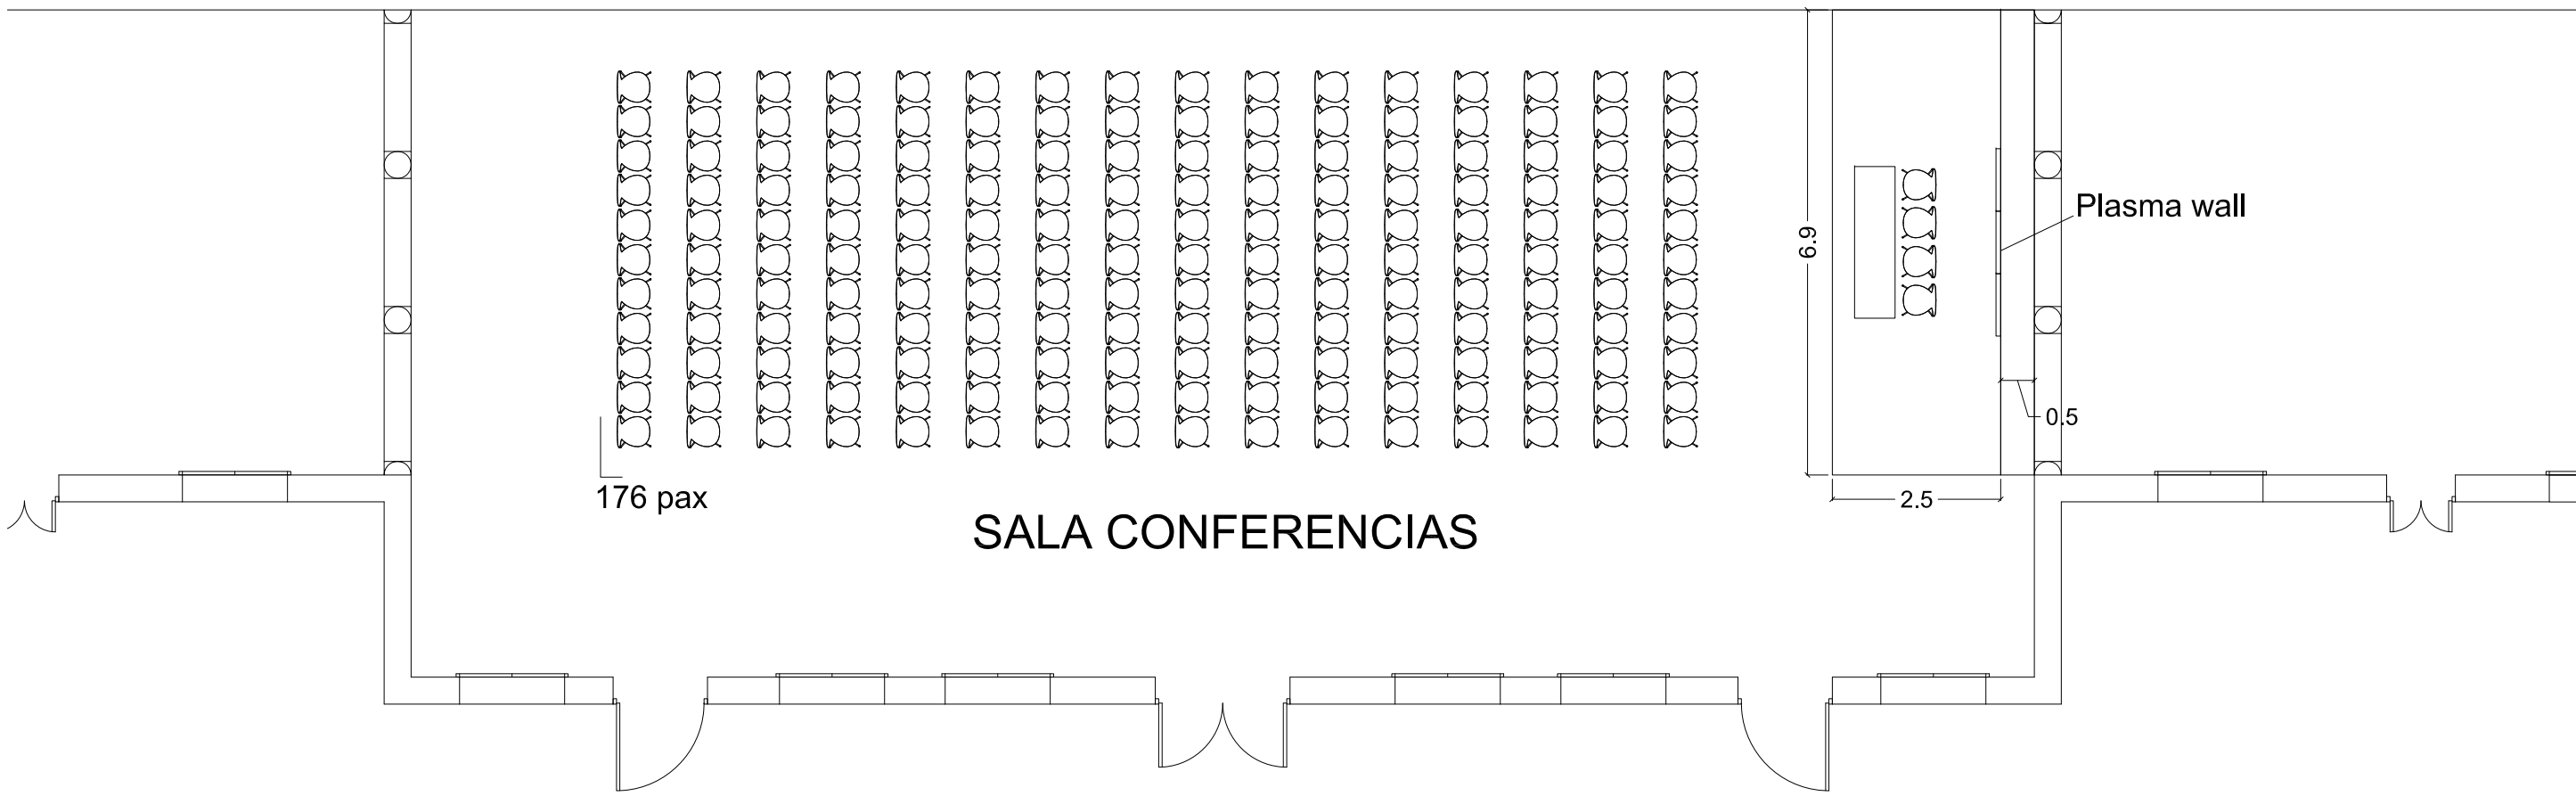 6.9
Plasma wall
0.5
176 pax
2.5
SALA CONFERENCIAS